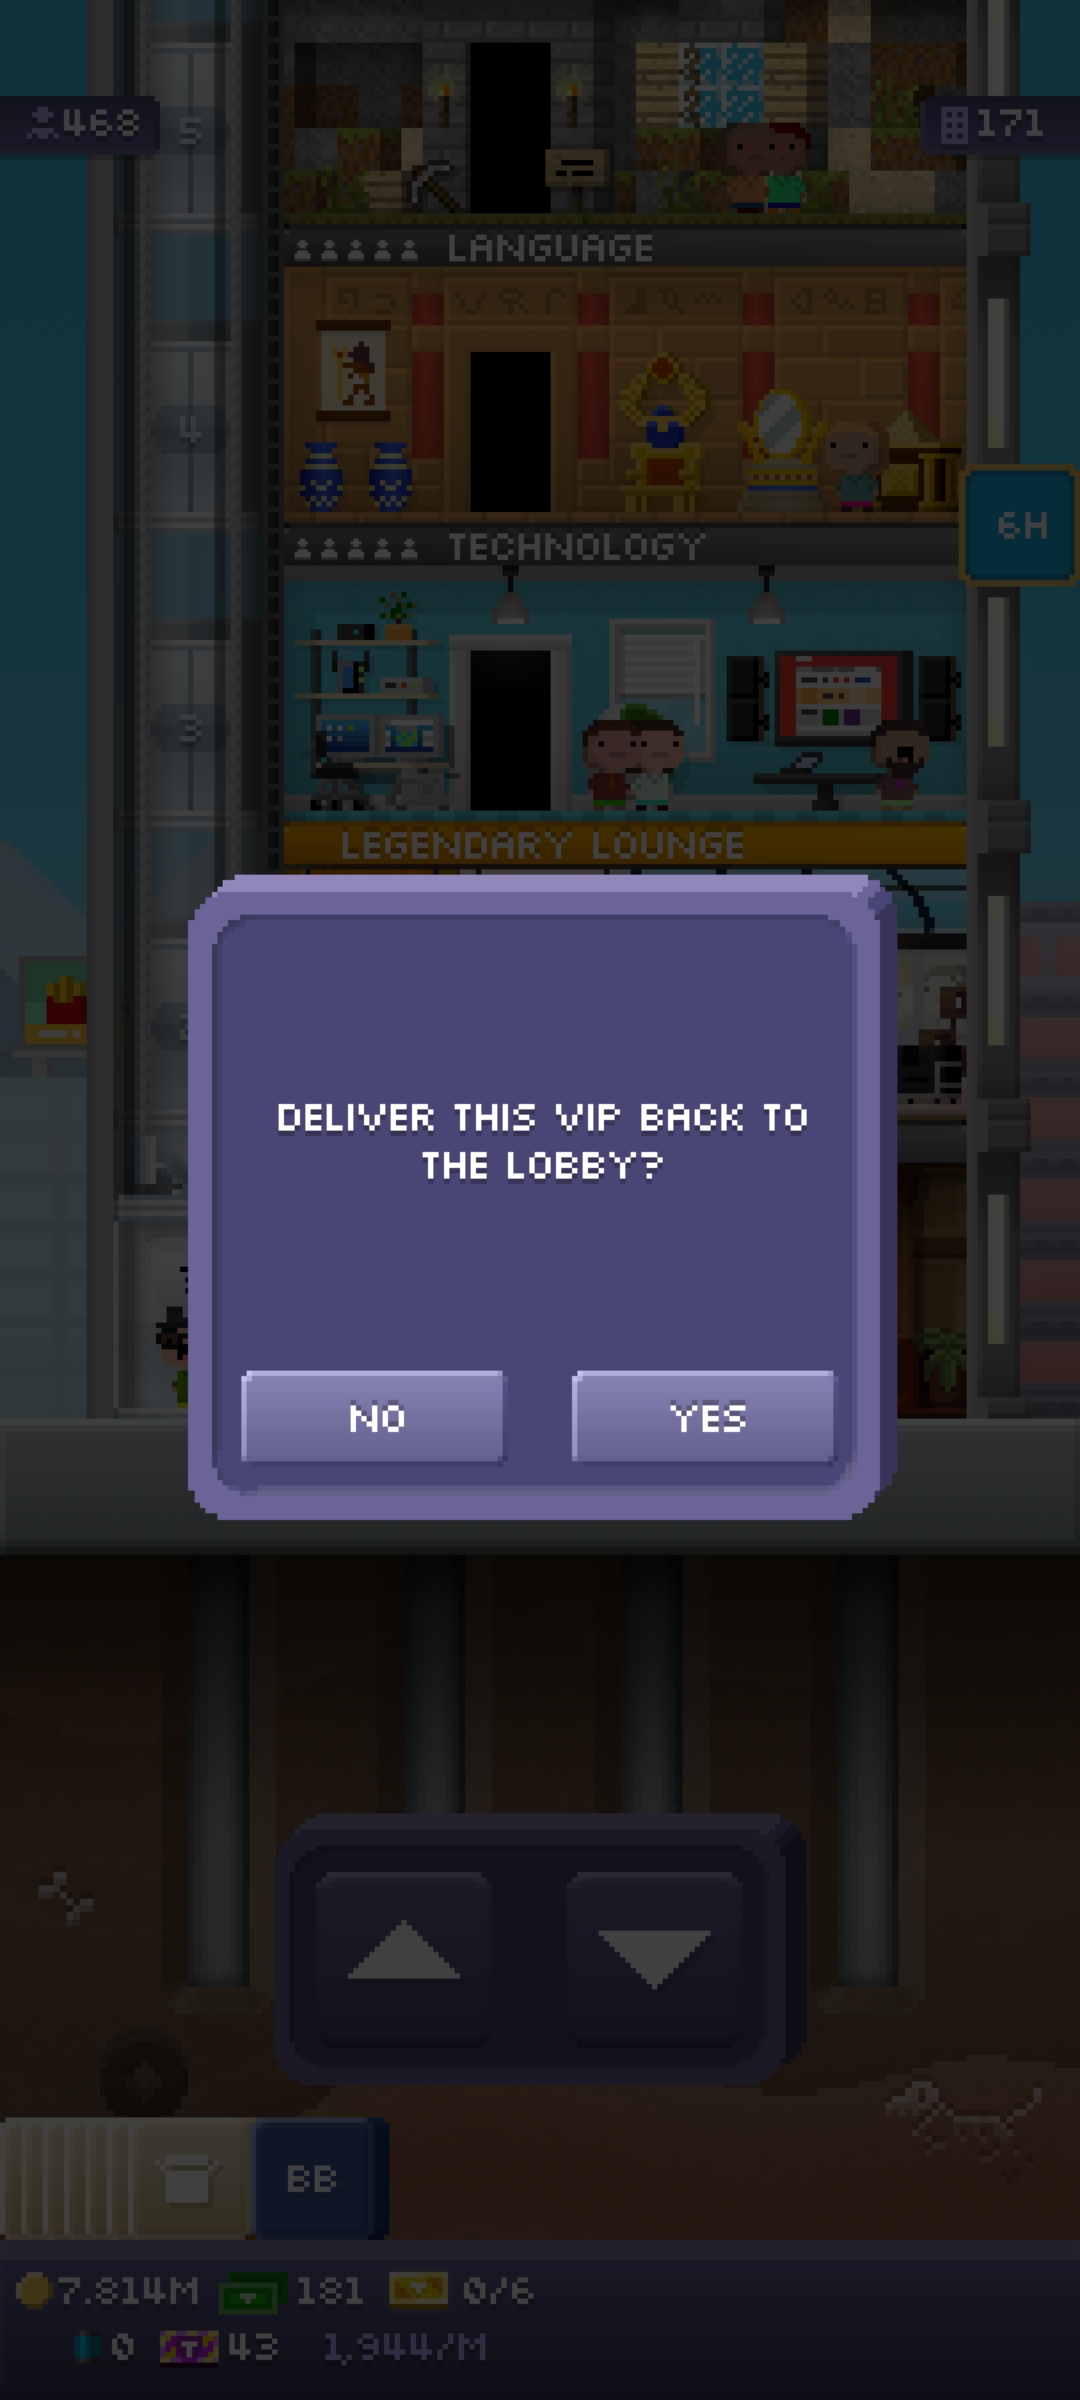 468
5
171
LANGUAGE
4
6H
TECHNOLOGY
3
LEGENDARY LOUNGE
DELIVER THIS VIP BACK TO
THE LOBBY?
NO
YES
BB
7.814M
181
0/6
0
43
1,944/M